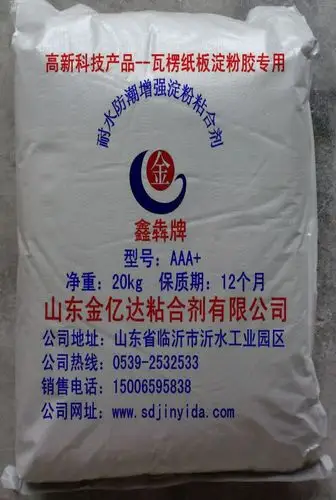 高新科技产品--瓦楞纸板淀粉胶专用
耐水防潮增强淀粉粘合剂
金
鑫犇牌
型号：AAA+
净重：20kg 保质期：12个月
山东金亿达粘合剂有限公司
公司地址：山东省临沂市沂水工业园区
公司热线：0539-2532533
销售电话：15006595838
公司网址：www.sdjinyida.com